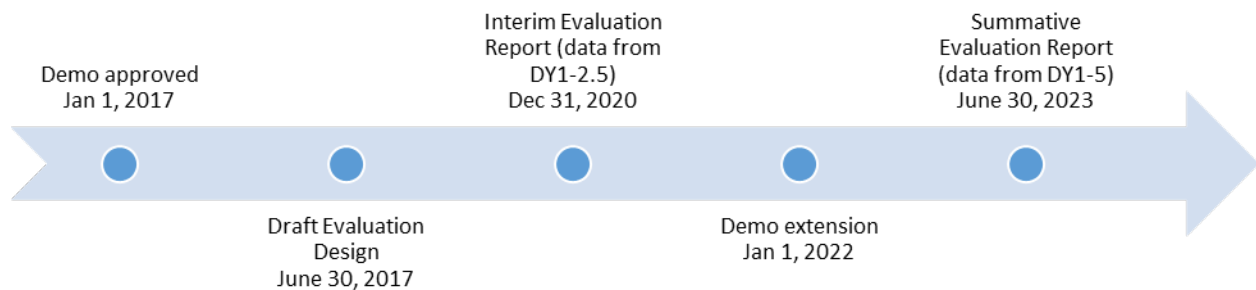 Demo approved
Jan 1, 2017
Draft Evaluation
Design
June 30, 2017
Interim Evaluation
Report (data from
DY1-2.5)
Dec 31, 2020
Demo extension
Jan 1, 2022
Summative
Evaluation Report
(data from DY1-5)
June 30, 2023